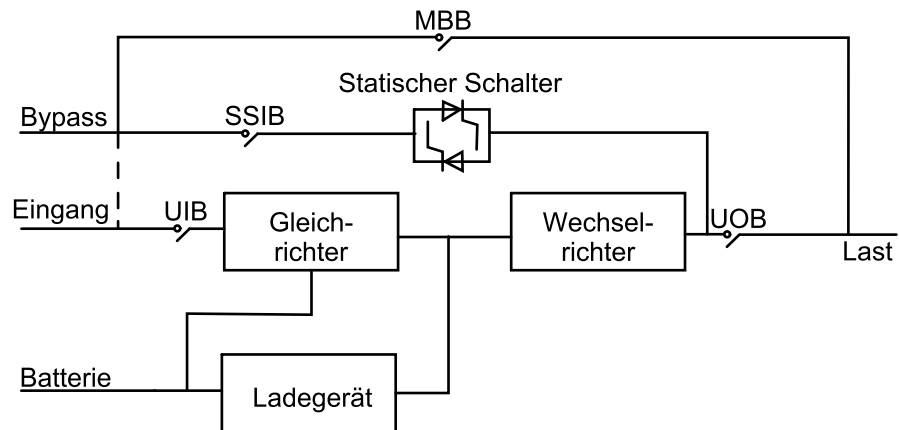 MBB
Statischer Schalter
Bypass
SSIB
Eingang
UIB
Gleich-
richter
Wechsel-
richter
UOB
Last
Batterie
Ladegerät